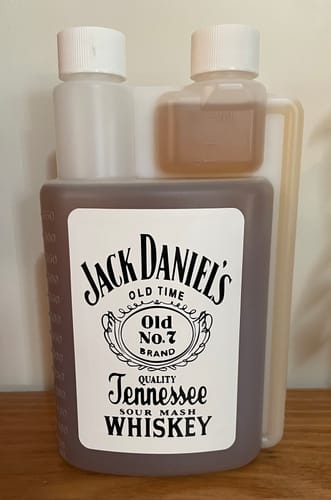 JACK DANIEL'S
OLD TIME
Old
No.7
BRAND
QUALITY
Tennessee
SOUR MASH
WHISKEY